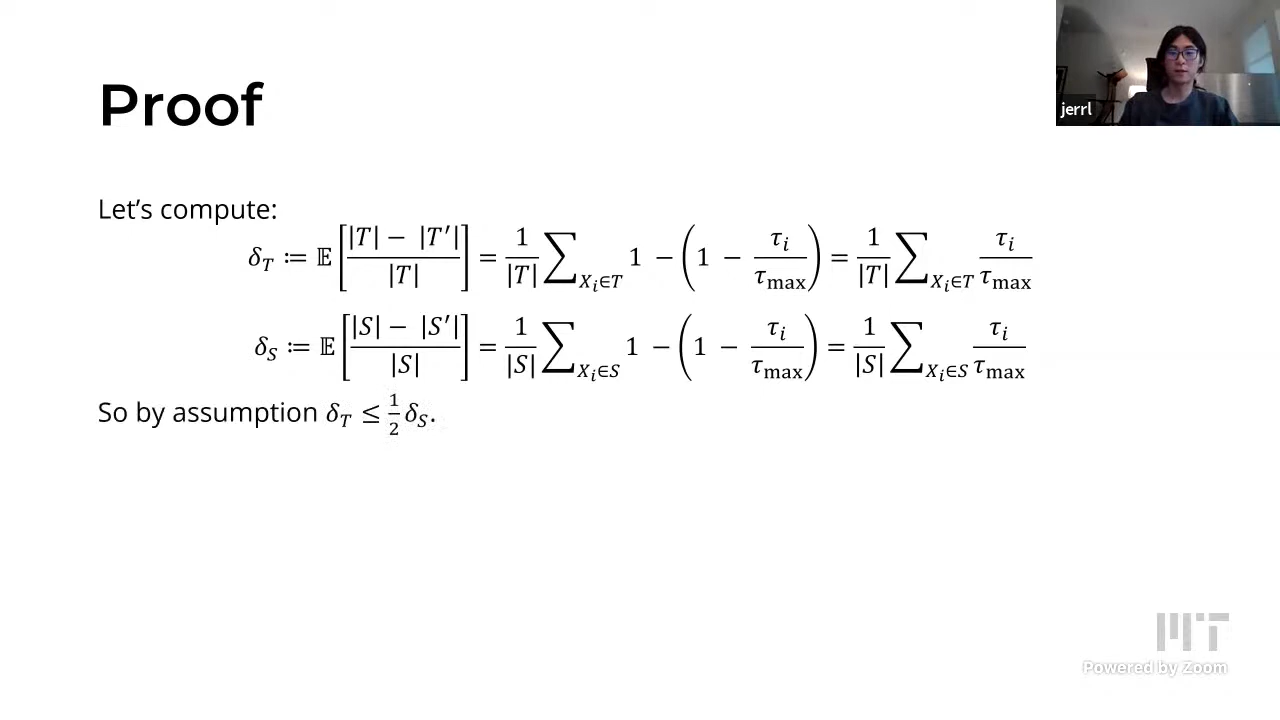 Proof
jerrl
Let's compute:
δ_T ≔ 𝔼[(|T| − |T′|)/|T|] = 1/|T| ∑_{X_i∈T} 1 − (1 − τ_i/τ_max) = 1/|T| ∑_{X_i∈T} τ_i/τ_max
δ_S ≔ 𝔼[(|S| − |S′|)/|S|] = 1/|S| ∑_{X_i∈S} 1 − (1 − τ_i/τ_max) = 1/|S| ∑_{X_i∈S} τ_i/τ_max
So by assumption δ_T ≤ 1/2 δ_S.
MIT
Powered by Zoom